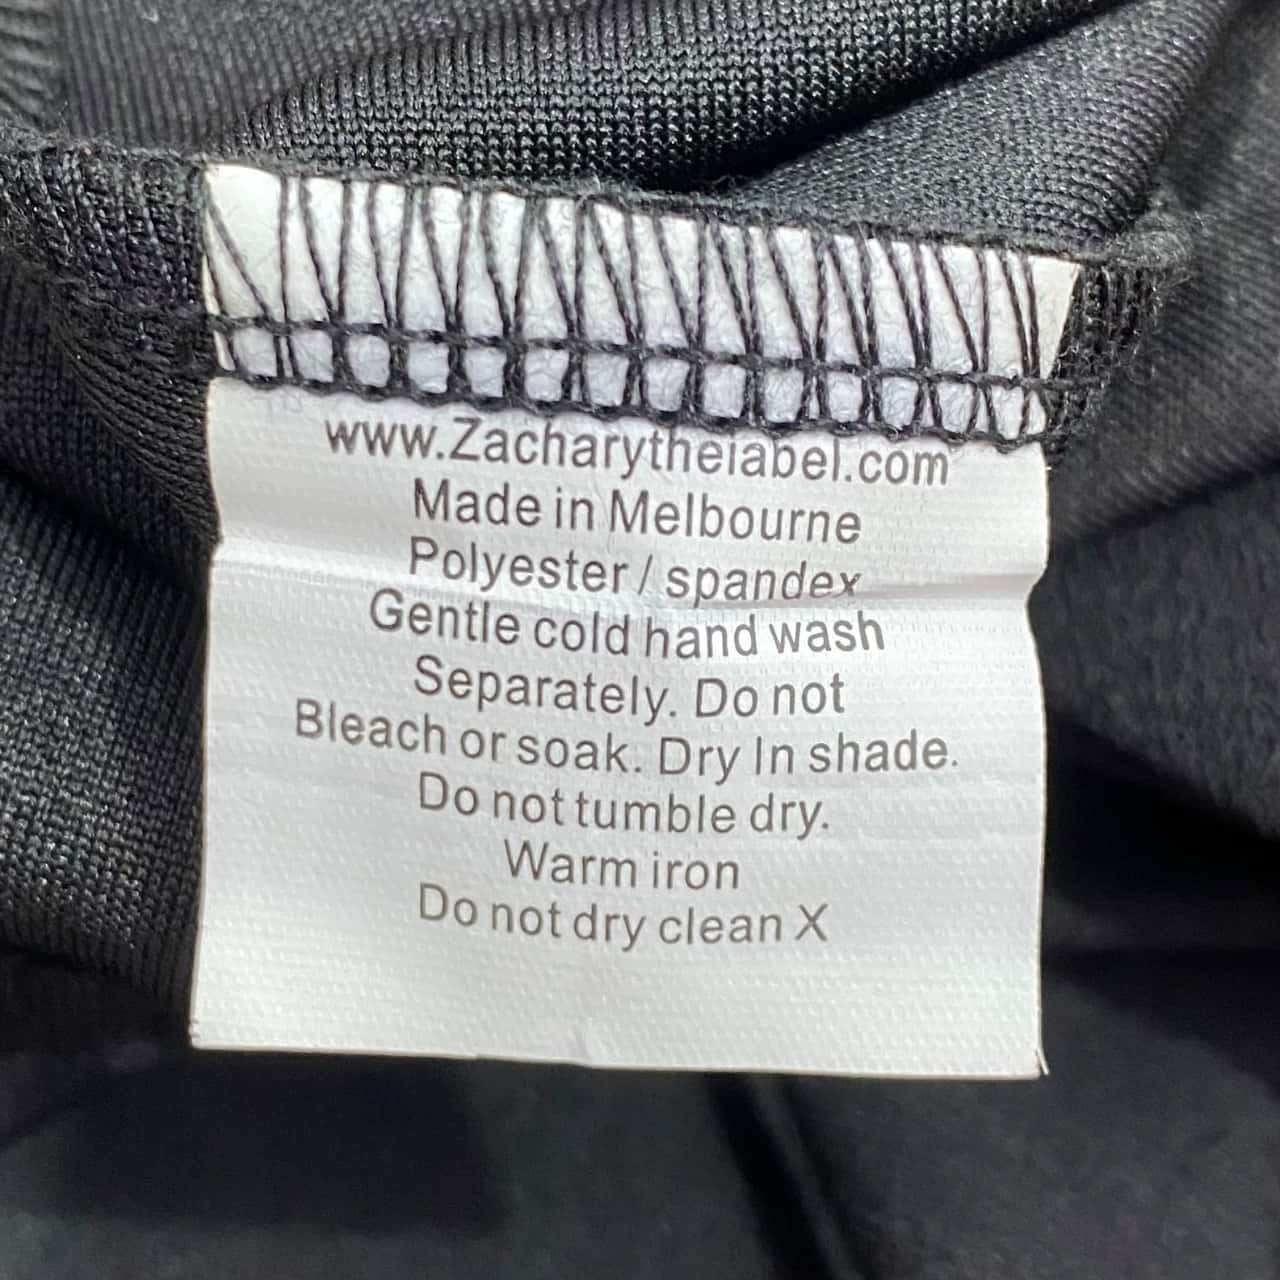 www.Zacharythelabel.com
Made in Melbourne
Polyester / spandex
Gentle cold hand wash
Separately. Do not
Bleach or soak. Dry In shade.
Do not tumble dry.
Warm iron
Do not dry clean X